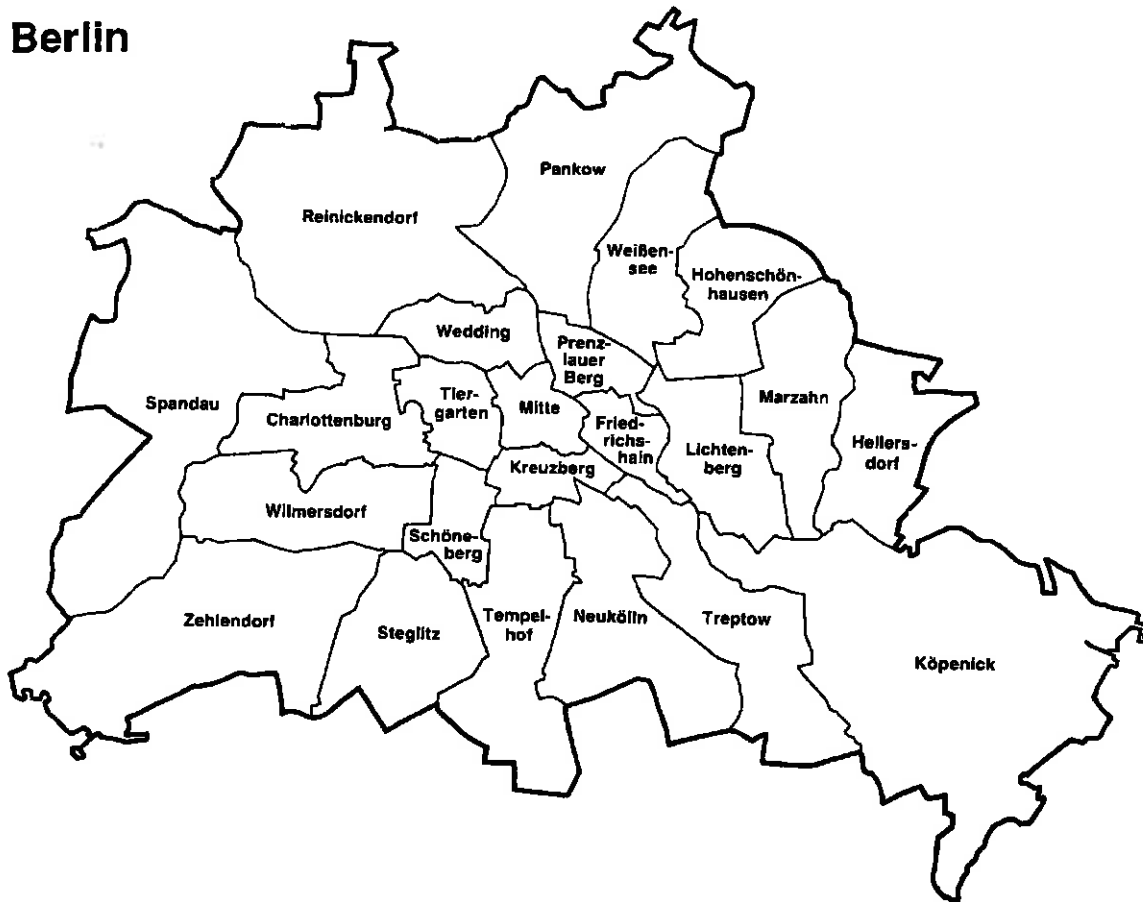 Berlin
Pankow
Reinickendorf
Weißen-
see
Hohenschön-
hausen
Wedding
Prenz-
lauer
Berg
Spandau
Charlottenburg
Tier-
garten
Mitte
Fried-
richs-
hain
Marzahn
Lichten-
berg
Hellers-
dorf
Kreuzberg
Wilmersdorf
Schöne-
berg
Zehlendorf
Steglitz
Tempel-
hof
Neukölln
Treptow
Köpenick